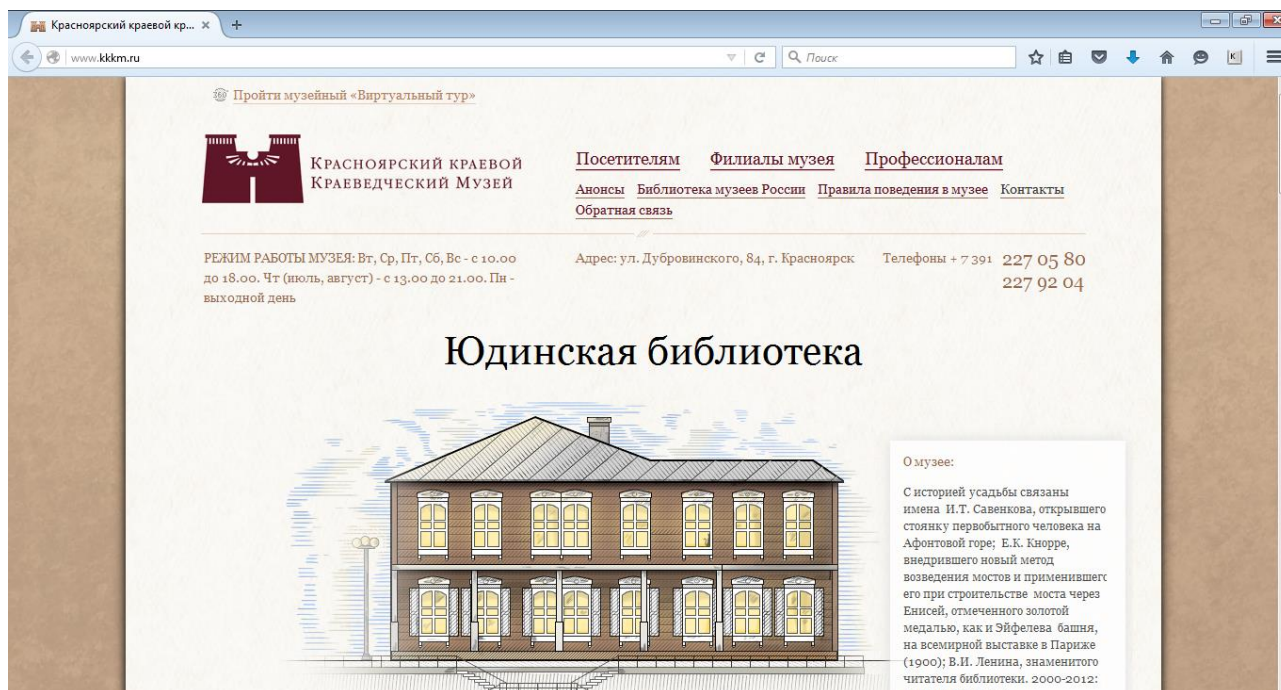 Красноярский краевой кр...
www.kkkm.ru
Поиск
Пройти музейный «Виртуальный тур»
Красноярский краевой
Краеведческий Музей
Посетителям Филиалы музея Профессионалам
Анонсы Библиотека музеев России Правила поведения в музее Контакты
Обратная связь
РЕЖИМ РАБОТЫ МУЗЕЯ: Вт, Ср, Пт, Сб, Вс - с 10.00
до 18.00. Чт (июль, август) - с 13.00 до 21.00. Пн -
выходной день
Адрес: ул. Дубровинского, 84, г. Красноярск
Телефоны + 7 391 227 05 80
227 92 04
Юдинская библиотека
О музее:
С историей усадьбы связаны
имена И.Т. Савенкова, открывшего
стоянку первобытного человека на
Афонтовой горе; Е.К. Кнорре,
внедрившего новый метод
возведения мостов и применившего
его при строительстве моста через
Енисей, отмеченного золотой
медалью, как и Эйфелева башня,
на всемирной выставке в Париже
(1900); В.И. Ленина, знаменитого
читателя библиотеки. 2000-2012: